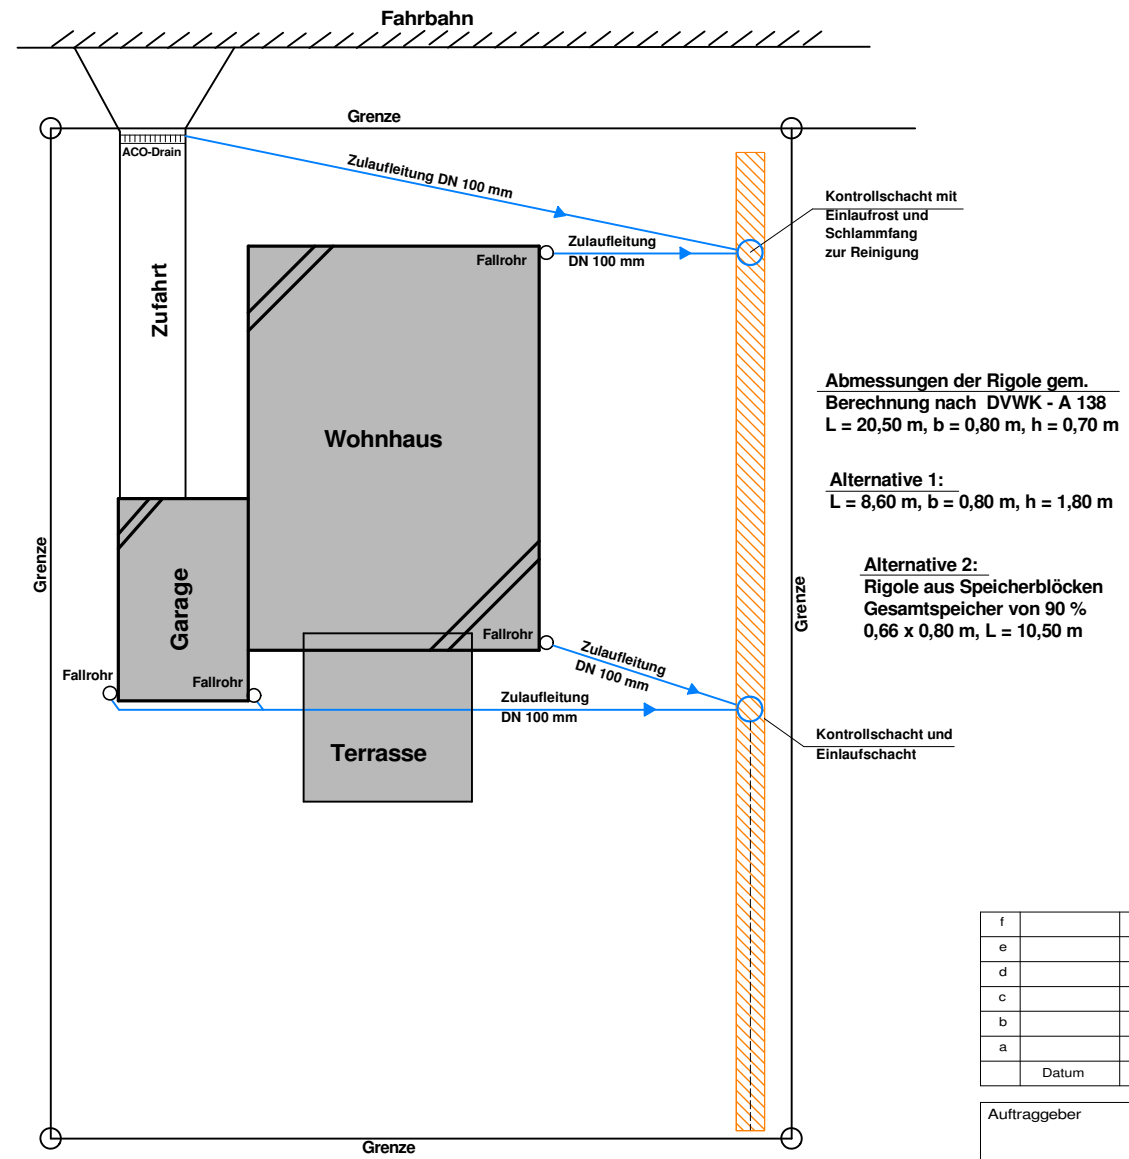 Fahrbahn
Grenze
ACO-Drain
Zulaufleitung DN 100 mm
Kontrollschacht mit
Einlaufrost und
Schlammfang
zur Reinigung
Zulaufleitung
DN 100 mm
Fallrohr
Zufahrt
Abmessungen der Rigole gem.
Berechnung nach DVWK - A 138
L = 20,50 m, b = 0,80 m, h = 0,70 m
Wohnhaus
Alternative 1:
L = 8,60 m, b = 0,80 m, h = 1,80 m
Grenze
Garage
Grenze
Alternative 2:
Rigole aus Speicherblöcken
Gesamtspeicher von 90 %
0,66 x 0,80 m, L = 10,50 m
Fallrohr
Zulaufleitung
DN 100 mm
Fallrohr
Fallrohr
Zulaufleitung
DN 100 mm
Terrasse
Kontrollschacht und
Einlaufschacht
f
e
d
c
b
a
Datum
Auftraggeber
Grenze